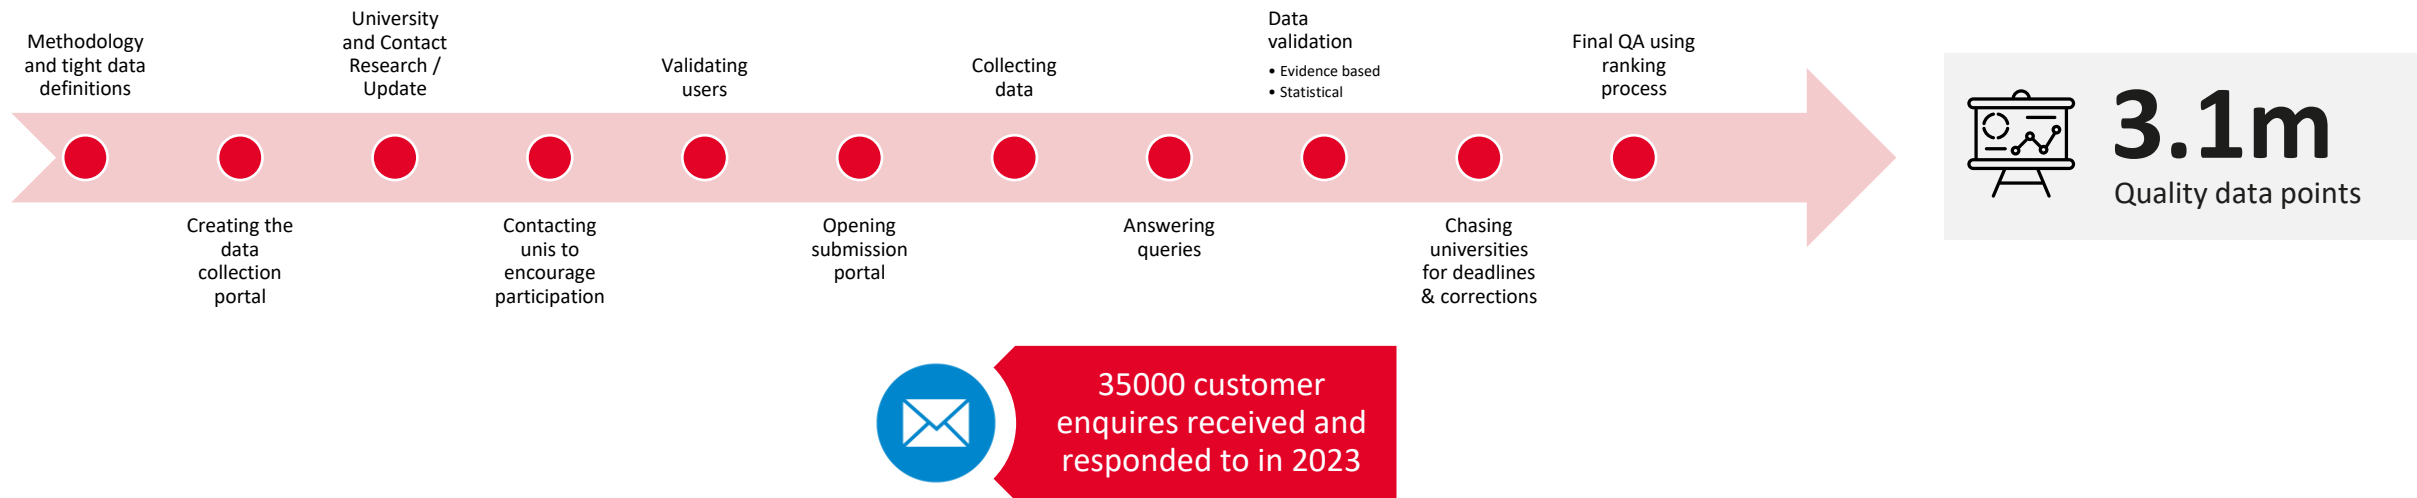 Methodology
and tight data
definitions
Creating the
data
collection
portal
University
and Contact
Research /
Update
Contacting
unis to
encourage
participation
Validating
users
Opening
submission
portal
Collecting
data
Answering
queries
Data
validation
• Evidence based
• Statistical
Chasing
universities
for deadlines
& corrections
Final QA using
ranking
process
3.1m
Quality data points
35000 customer
enquires received and
responded to in 2023